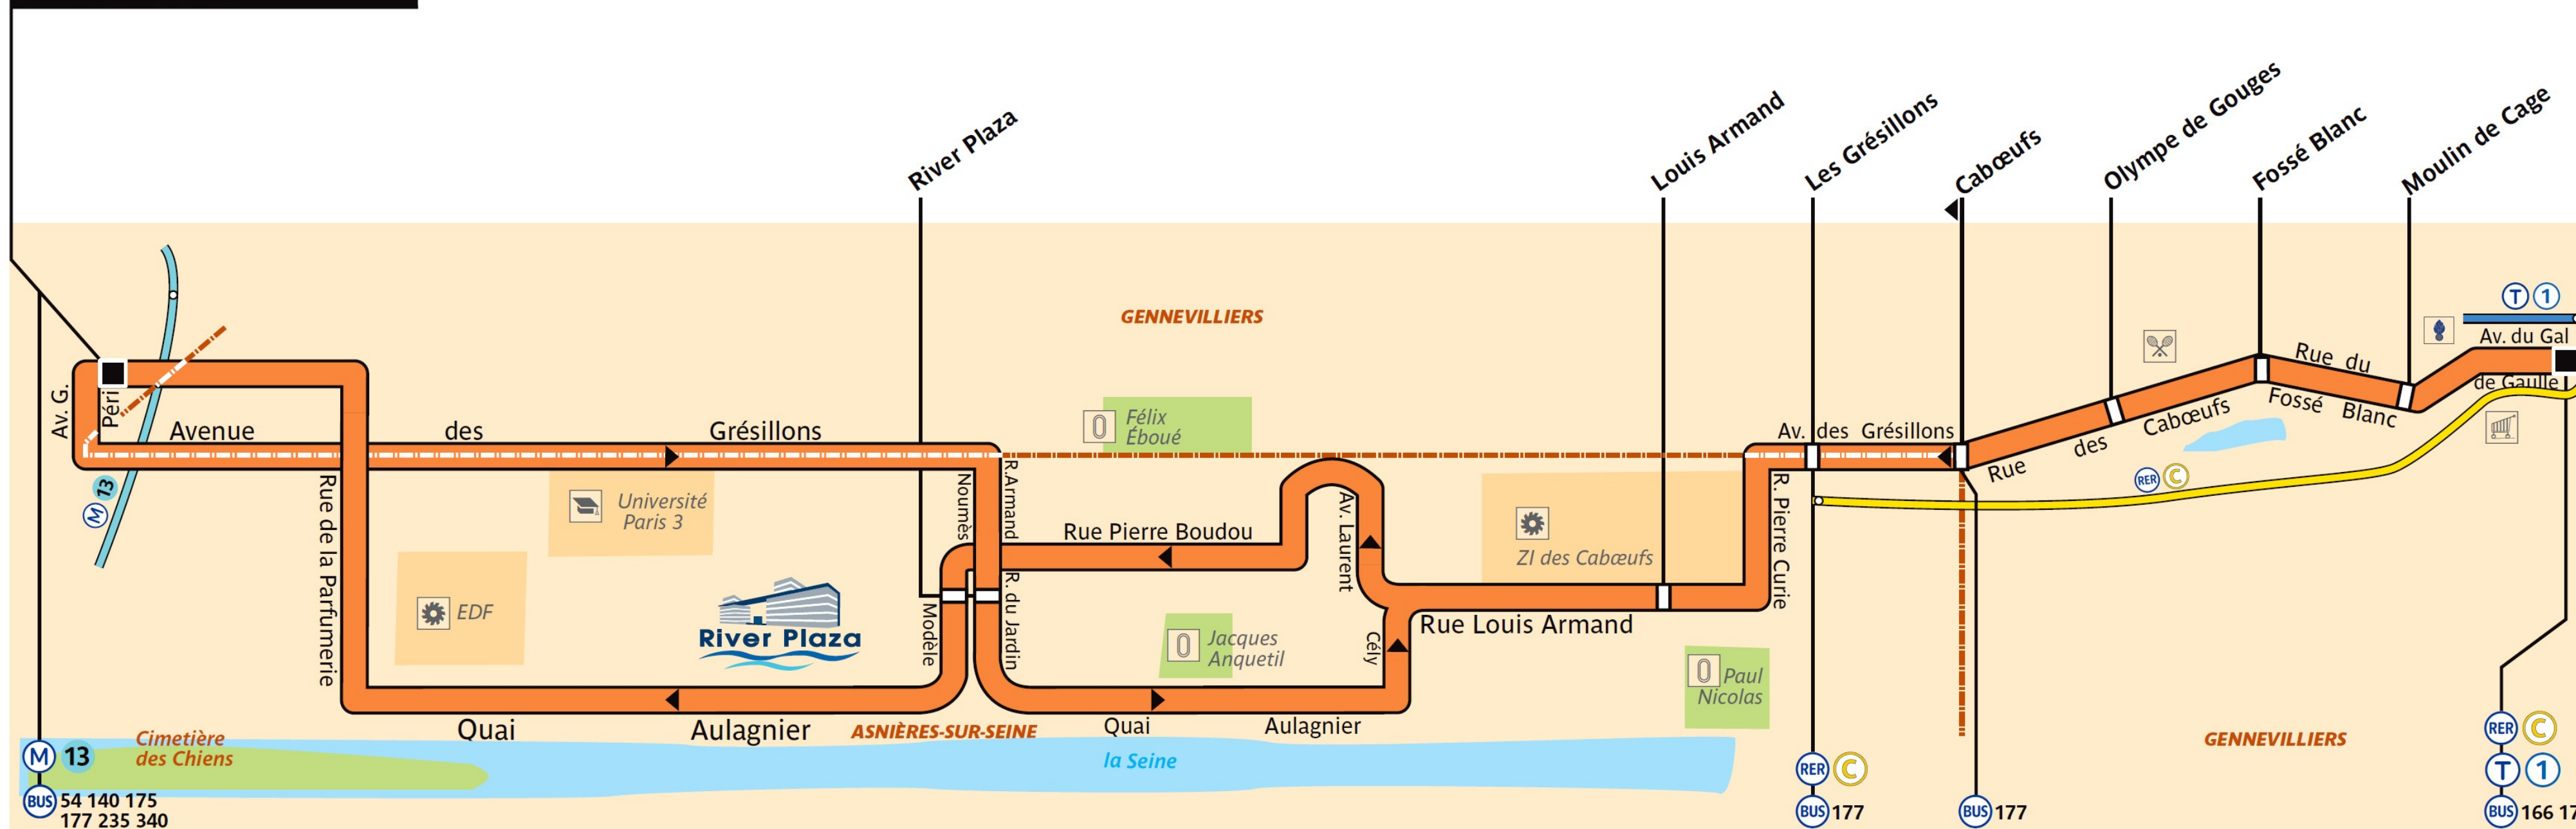 River Plaza
Louis Armand
Les Grésillons
Cabœufs
Olympe de Gouges
Fossé Blanc
Moulin de Cage
GENNEVILLIERS
T 1
Av. du Gal
de Gaulle
Rue du
Fossé Blanc
Av. G.
Péri
Avenue des Grésillons
Félix
Éboué
Av. des Grésillons
Rue des Cabœufs
RER C
M 13
Rue de la Parfumerie
Université
Paris 3
Noumès
R. Armand
Rue Pierre Boudou
Av. Laurent
ZI des Cabœufs
R. Pierre Curie
EDF
River Plaza
Modèle
R. du Jardin
Jacques
Anquetil
Cély
Rue Louis Armand
Paul
Nicolas
Quai Aulagnier
ASNIÈRES-SUR-SEINE
Quai Aulagnier
GENNEVILLIERS
Cimetière
des Chiens
la Seine
M 13
BUS 54 140 175
177 235 340
RER C
BUS 177
BUS 177
RER C
T 1
BUS 166 17